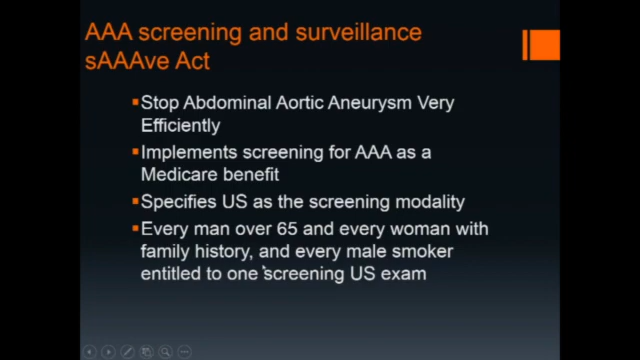 AAA screening and surveillance
sAAAve Act
Stop Abdominal Aortic Aneurysm Very
Efficiently
Implements screening for AAA as a
Medicare benefit
Specifies US as the screening modality
Every man over 65 and every woman with
family history, and every male smoker
entitled to one screening US exam